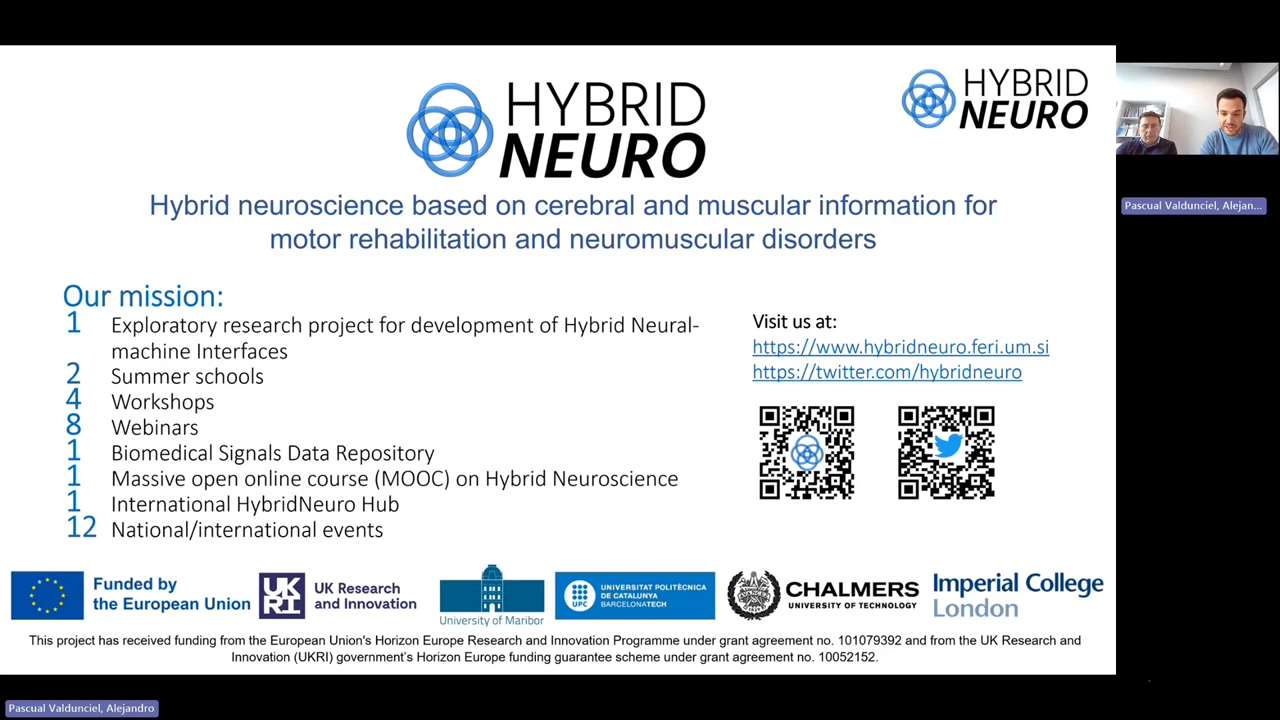 HYBRID
NEURO
HYBRID
NEURO
Hybrid neuroscience based on cerebral and muscular information for
motor rehabilitation and neuromuscular disorders
Our mission:
1 Exploratory research project for development of Hybrid Neural-
machine Interfaces
2 Summer schools
4 Workshops
8 Webinars
1 Biomedical Signals Data Repository
1 Massive open online course (MOOC) on Hybrid Neuroscience
1 International HybridNeuro Hub
12 National/international events
Visit us at:
https://www.hybridneuro.feri.um.si
https://twitter.com/hybridneuro
Funded by
the European Union
UK
RI
UK Research
and Innovation
University of Maribor
UPC
UNIVERSITAT POLITÈCNICA
DE CATALUNYA
BARCELONATECH
CHALMERS
UNIVERSITY OF TECHNOLOGY
Imperial College
London
This project has received funding from the European Union's Horizon Europe Research and Innovation Programme under grant agreement no. 101079392 and from the UK Research and
Innovation (UKRI) government's Horizon Europe funding guarantee scheme under grant agreement no. 10052152.
Pascual Valdunciel, Alejan...
Pascual Valdunciel, Alejandro